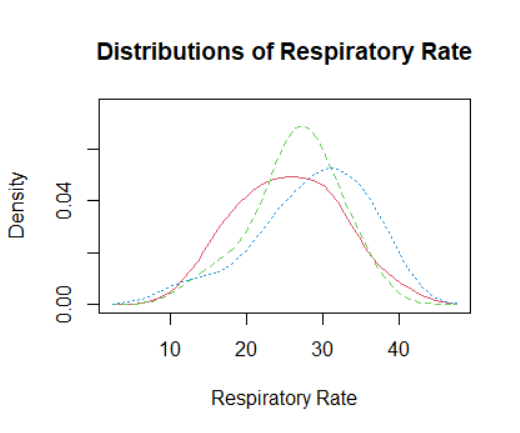 Distributions of Respiratory Rate
Density
0.04
0.00
10 20 30 40
Respiratory Rate